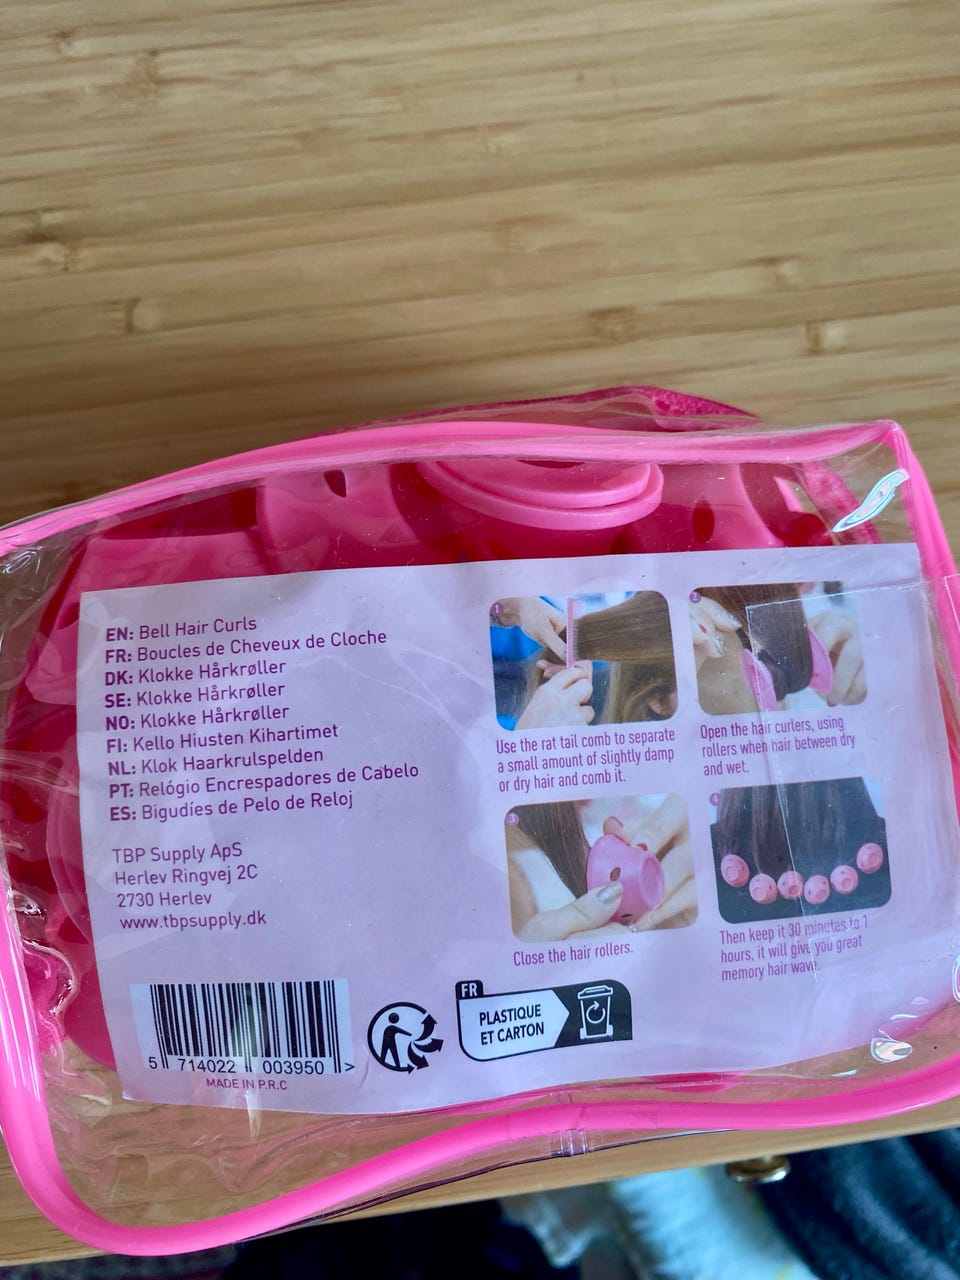 EN: Bell Hair Curls
FR: Boucles de Cheveux de Cloche
DK: Klokke Hårkrøller
SE: Klokke Hårkrøller
NO: Klokke Hårkrøller
FI: Kello Hiusten Kihartimet
NL: Klok Haarkrulspelden
PT: Relógio Encrespadores de Cabelo
ES: Bigudíes de Pelo de Reloj
TBP Supply ApS
Herlev Ringvej 2C
2730 Herlev
www.tbpsupply.dk
5 714022 003950 >
MADE IN P.R.C
FR
PLASTIQUE
ET CARTON
1
Use the rat tail comb to separate
a small amount of slightly damp
or dry hair and comb it.
2
Open the hair curlers, using
rollers when hair between dry
and wet.
3
Close the hair rollers.
4
Then keep it 30 minutes to 1
hours, it will give you great
memory hair wave.